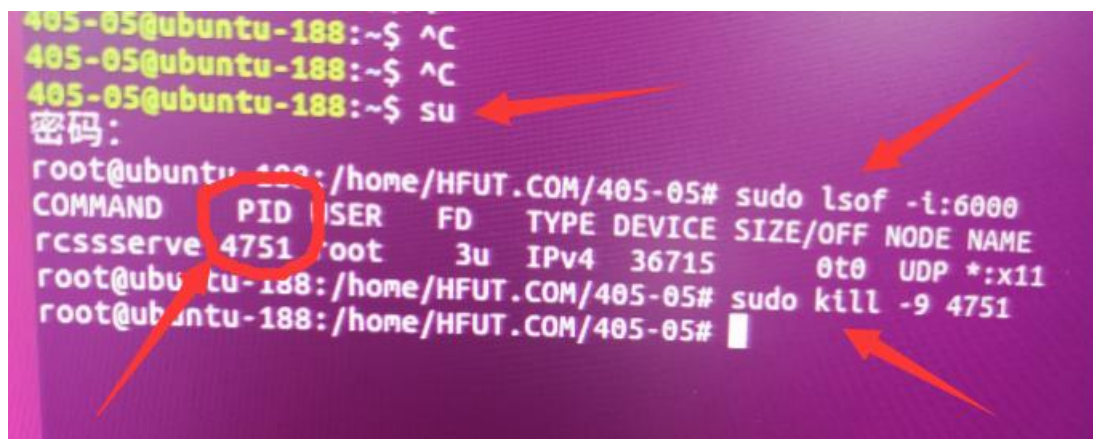 405-05@ubuntu-188:~$ ^C
405-05@ubuntu-188:~$ ^C
405-05@ubuntu-188:~$ su
密码：
root@ubuntu-188:/home/HFUT.COM/405-05# sudo lsof -i:6000
COMMAND PID USER FD TYPE DEVICE SIZE/OFF NODE NAME
rcssserve 4751 root 3u IPv4 36715 0t0 UDP *:x11
root@ubuntu-188:/home/HFUT.COM/405-05# sudo kill -9 4751
root@ubuntu-188:/home/HFUT.COM/405-05#